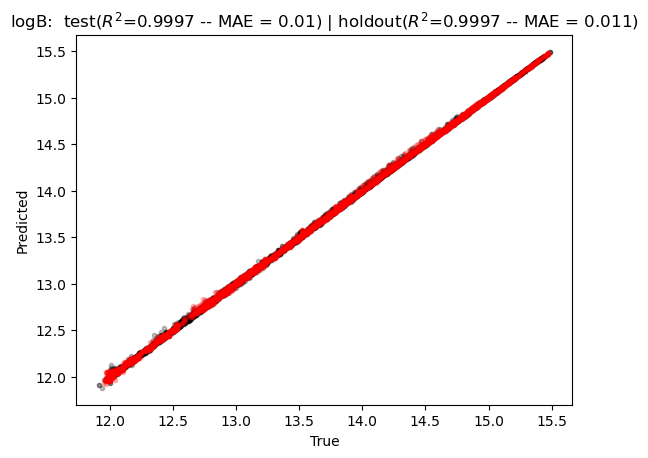 logB:  test(R²=0.9997 -- MAE = 0.01) | holdout(R²=0.9997 -- MAE = 0.011)
15.5
15.0
14.5
14.0
13.5
13.0
12.5
12.0
Predicted
12.0 12.5 13.0 13.5 14.0 14.5 15.0 15.5
True